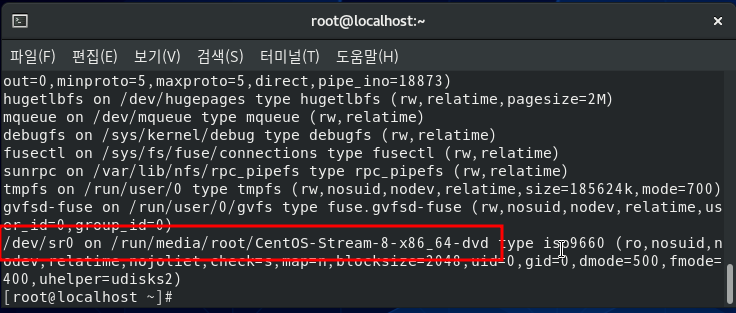 root@localhost:~
파일(F) 편집(E) 보기(V) 검색(S) 터미널(T) 도움말(H)
out=0,minproto=5,maxproto=5,direct,pipe_ino=18873)
hugetlbfs on /dev/hugepages type hugetlbfs (rw,relatime,pagesize=2M)
mqueue on /dev/mqueue type mqueue (rw,relatime)
debugfs on /sys/kernel/debug type debugfs (rw,relatime)
fusectl on /sys/fs/fuse/connections type fusectl (rw,relatime)
sunrpc on /var/lib/nfs/rpc_pipefs type rpc_pipefs (rw,relatime)
tmpfs on /run/user/0 type tmpfs (rw,nosuid,nodev,relatime,size=185624k,mode=700)
gvfsd-fuse on /run/user/0/gvfs type fuse.gvfsd-fuse (rw,nosuid,nodev,relatime,us
er_id=0,group_id=0)
/dev/sr0 on /run/media/root/CentOS-Stream-8-x86_64-dvd type iso9660 (ro,nosuid,n
odev,relatime,nojoliet,check=s,map=n,blocksize=2048,uid=0,gid=0,dmode=500,fmode=
400,uhelper=udisks2)
[root@localhost ~]#